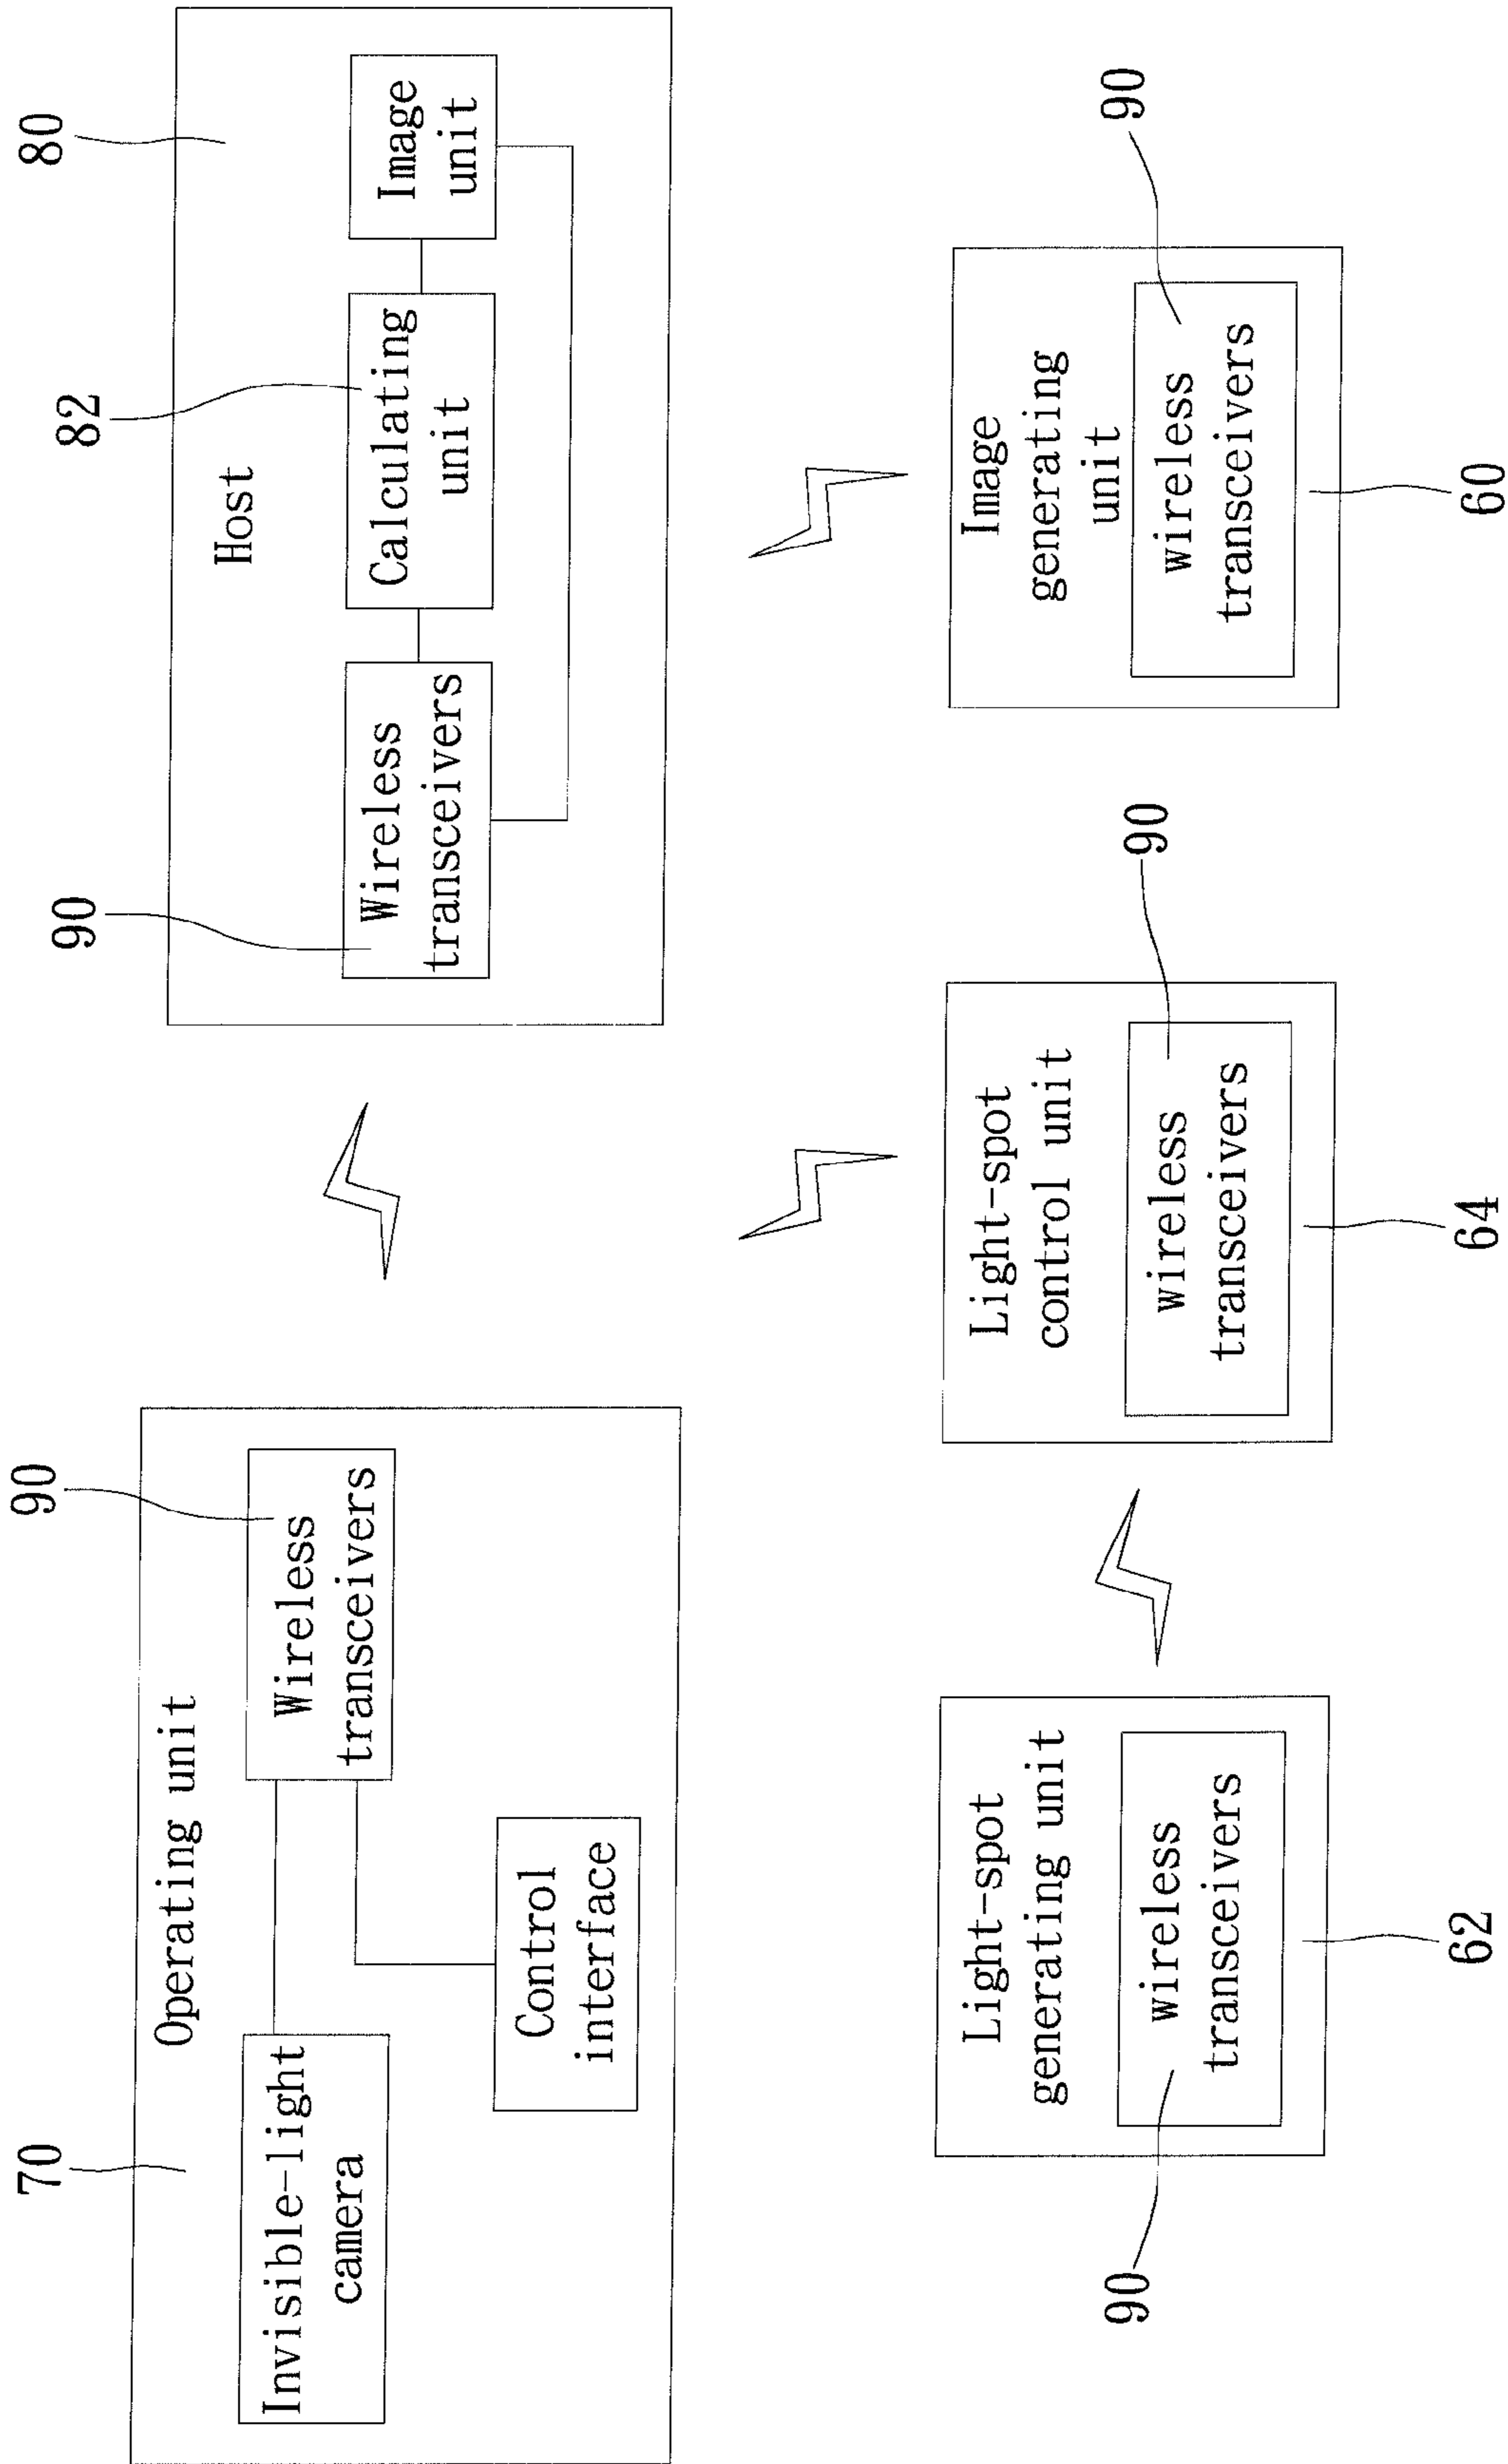 70
Operating unit
Invisible-light
camera
90
Wireless
transceivers
Control
interface
80
Host
90
Wireless
transceivers
82
Calculating
unit
Image
unit
Light-spot
generating unit
wireless
transceivers
90
62
Light-spot
control unit
wireless
transceivers
90
64
Image
generating
unit
wireless
transceivers
90
60